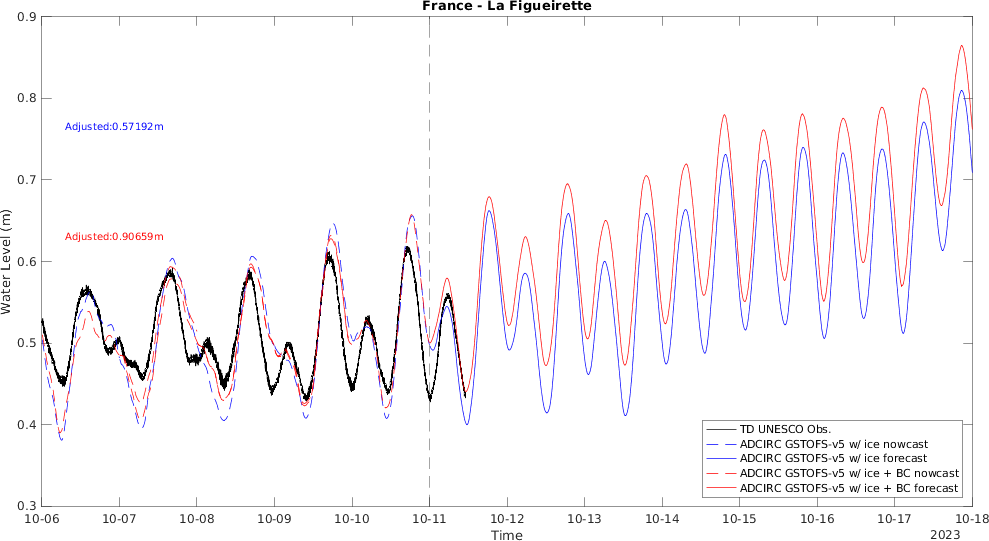 France - La Figueirette
0.9
0.8
0.7
0.6
0.5
0.4
0.3
Water Level (m)
Adjusted:0.57192m
Adjusted:0.90659m
TD UNESCO Obs.
ADCIRC GSTOFS-v5 w/ ice nowcast
ADCIRC GSTOFS-v5 w/ ice forecast
ADCIRC GSTOFS-v5 w/ ice + BC nowcast
ADCIRC GSTOFS-v5 w/ ice + BC forecast
10-06 10-07 10-08 10-09 10-10 10-11 10-12 10-13 10-14 10-15 10-16 10-17 10-18
Time
2023